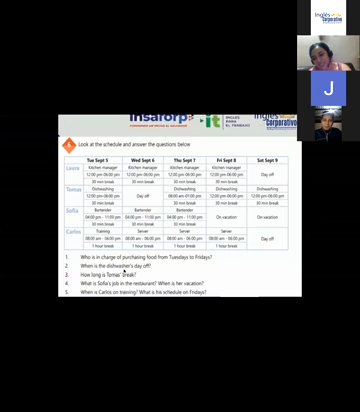 Inglés
Corporativo
J
insaforp
it
INGLÉS
PARA
EL TRABAJO
Inglés
Corporativo
Look at the schedule and answer the questions below
Tue Sept 5 Wed Sept 6 Thu Sept 7 Fri Sept 8 Sat Sept 9
Laura Kitchen manager Kitchen manager Kitchen manager Kitchen manager
12:00 pm-06:00 pm 12:00 pm-06:00 pm 12:00 pm-06:00 pm 12:00 pm-06:00 pm Day off
30 min break 30 min break 30 min break 30 min break
Tomas Dishwashing Dishwashing Dishwashing Dishwashing
12:00 pm-06:00 pm Day off 12:00 pm-06:00 pm 12:00 pm-06:00 pm
30 min break 30 min break 30 min break 30 min break
Sofia Bartender Bartender Bartender
04:00 pm - 11:00 pm 04:00 pm - 11:00 pm 04:00 pm - 11:00 pm On vacation On vacation
30 min break 30 min break 30 min break
Carlos Training Server Server Server
08:00 am - 06:00 pm 08:00 am - 06:00 pm 08:00 am - 06:00 pm 08:00 am - 06:00 pm Day off
1 hour break 1 hour break 1 hour break 1 hour break
1. Who is in charge of purchasing food from Tuesdays to Fridays?
2. When is the dishwasher's day off?
3. How long is Tomas' break?
4. What is Sofia's job in the restaurant? When is her vacation?
5. When is Carlos on training? What is his schedule on Fridays?